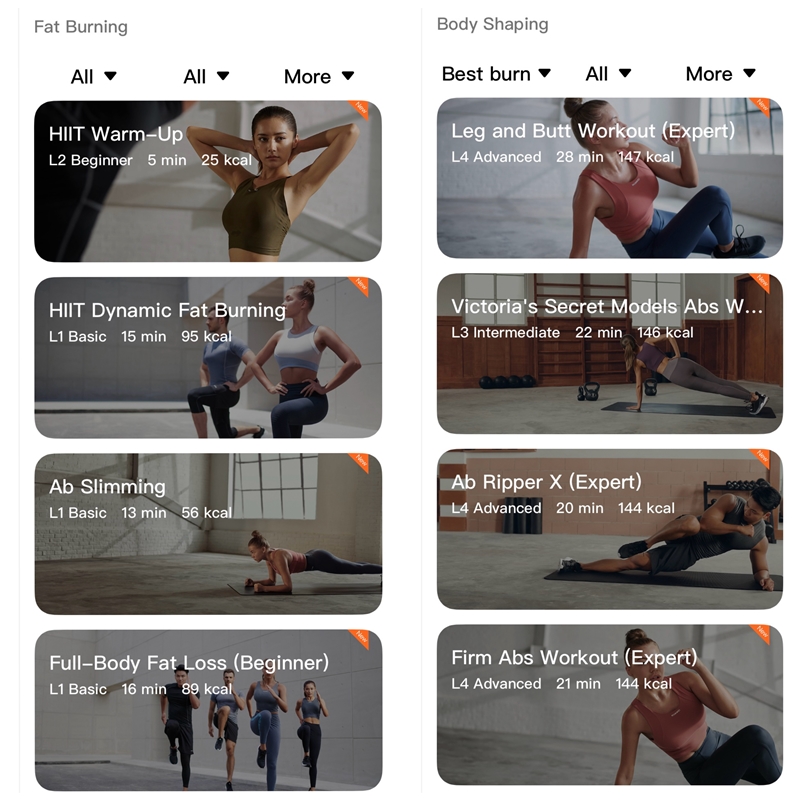 Fat Burning
All All More
HIIT Warm-Up
L2 Beginner 5 min 25 kcal
New
HIIT Dynamic Fat Burning
L1 Basic 15 min 95 kcal
New
Ab Slimming
L1 Basic 13 min 56 kcal
New
Full-Body Fat Loss (Beginner)
L1 Basic 16 min 89 kcal
New
Body Shaping
Best burn All More
Leg and Butt Workout (Expert)
L4 Advanced 28 min 147 kcal
New
Victoria's Secret Models Abs W...
L3 Intermediate 22 min 146 kcal
New
Ab Ripper X (Expert)
L4 Advanced 20 min 144 kcal
New
Firm Abs Workout (Expert)
L4 Advanced 21 min 144 kcal
New